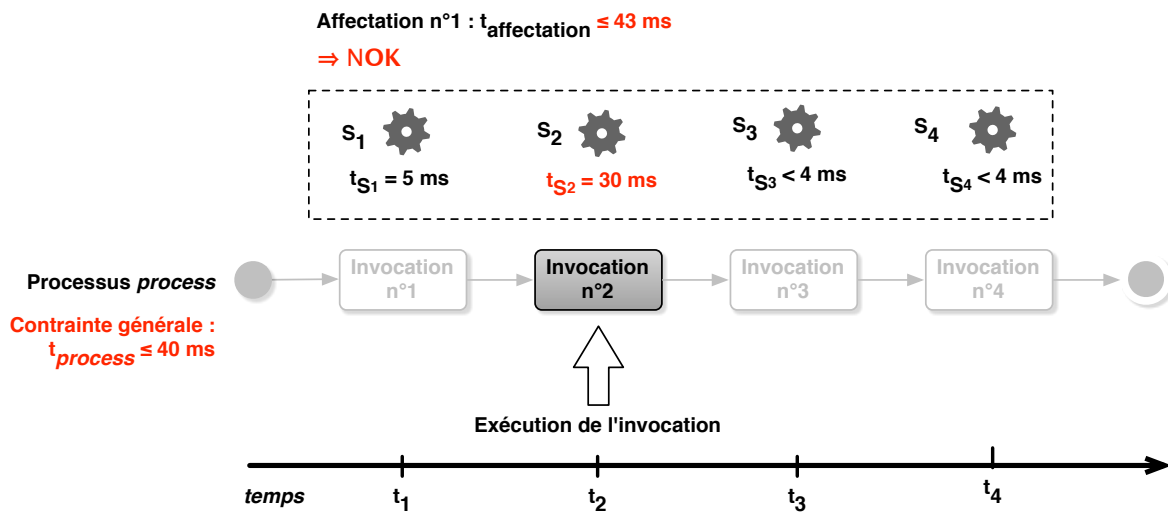 Affectation n°1 : taffectation ≤ 43 ms
⇒ NOK
S1 S2 S3 S4
tS1 = 5 ms tS2 = 30 ms tS3 < 4 ms tS4 < 4 ms
Processus process
Contrainte générale :
tprocess ≤ 40 ms
Invocation
n°1
Invocation
n°2
Invocation
n°3
Invocation
n°4
Exécution de l'invocation
temps t1 t2 t3 t4